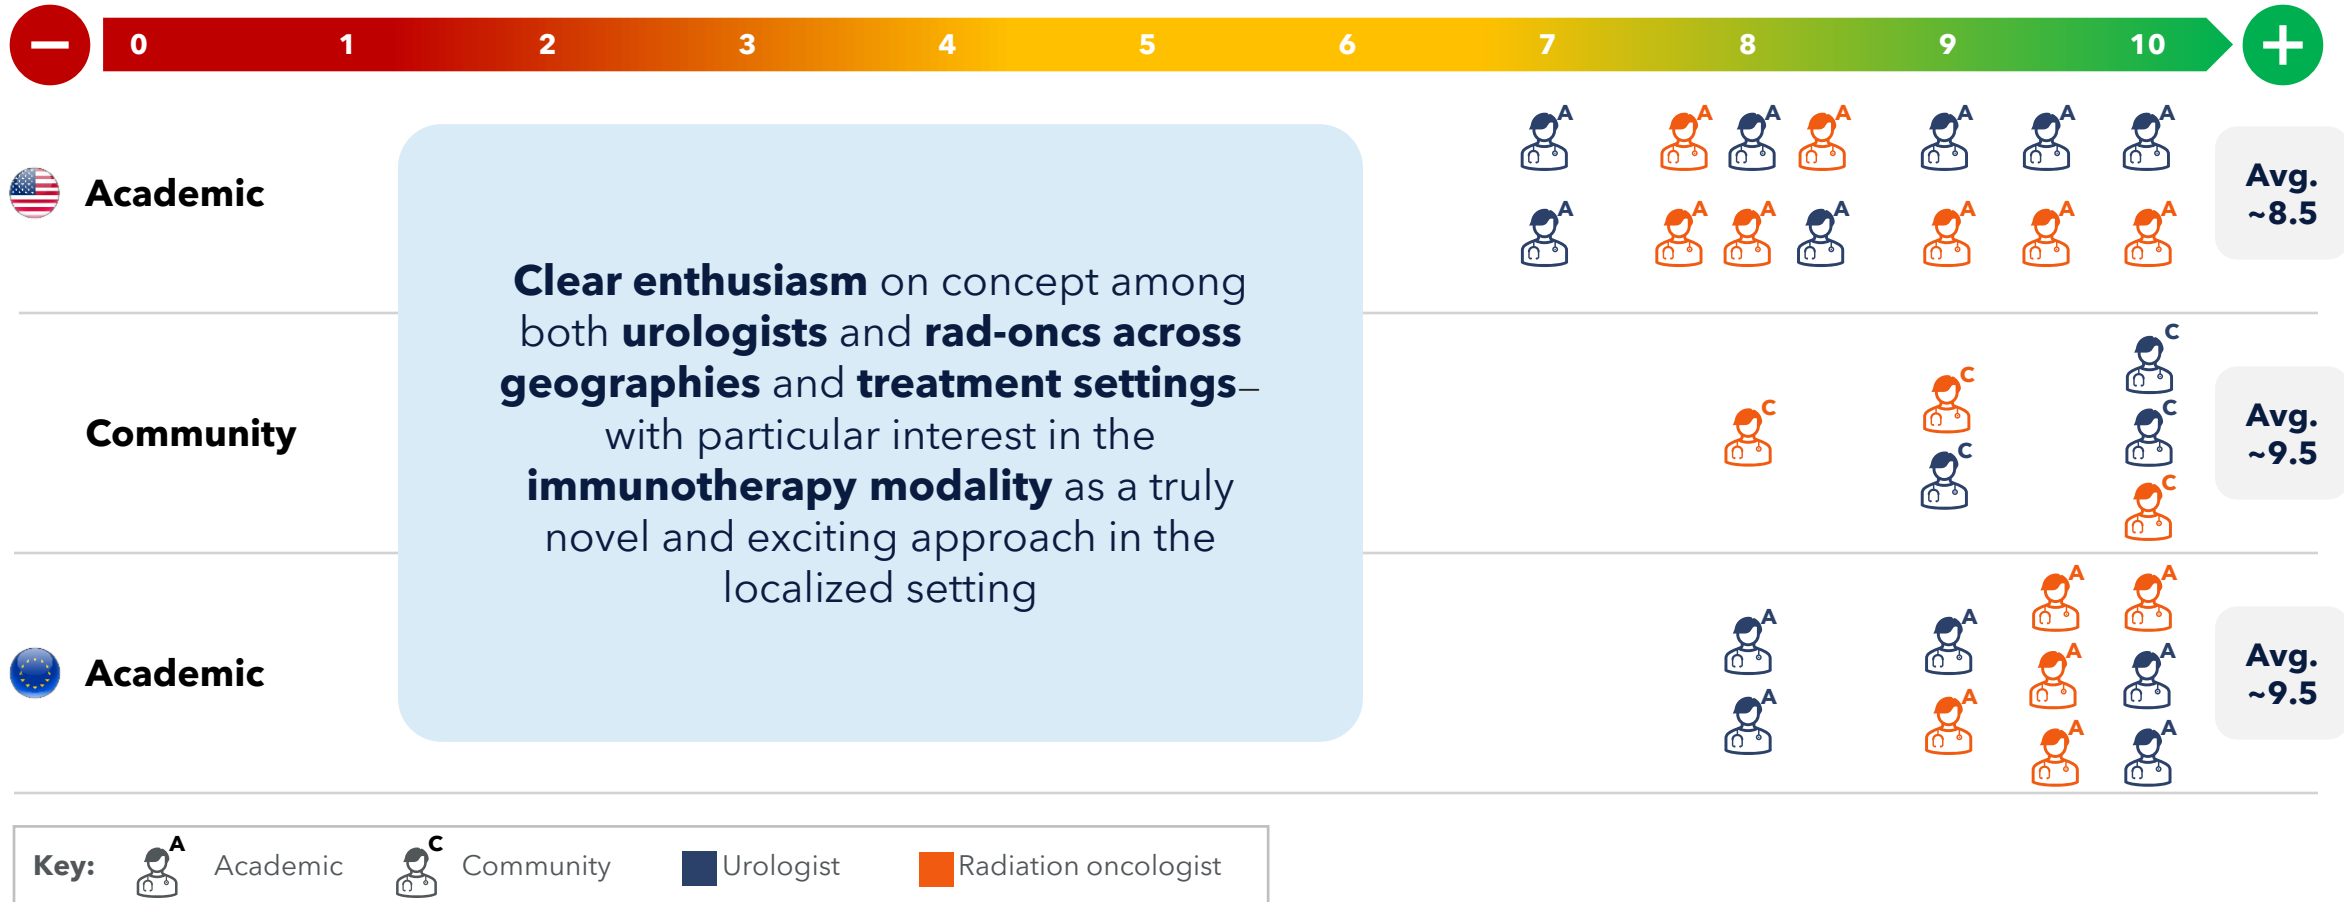 0 1 2 3 4 5 6 7 8 9 10
A A A A A A A
Academic
A A A A A A A
Avg.
~8.5
Clear enthusiasm on concept among
both urologists and rad-oncs across
geographies and treatment settings–
with particular interest in the
immunotherapy modality as a truly
novel and exciting approach in the
localized setting
Community
C
C
C
C
C
C
Avg.
~9.5
Academic
A A
A A
A A
A A
A A
Avg.
~9.5
Key:
A Academic
C Community
Urologist
Radiation oncologist